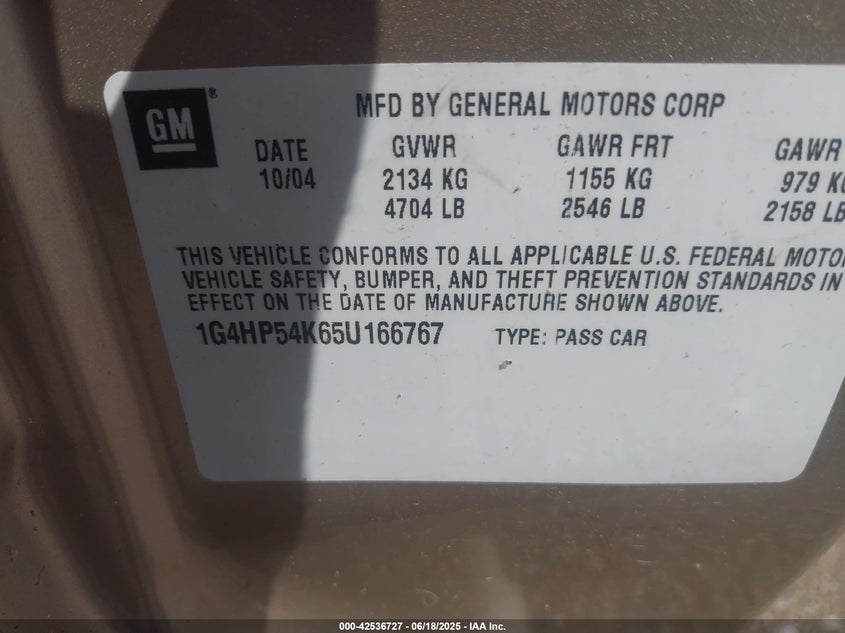 GM®
MFD BY GENERAL MOTORS CORP
DATE GVWR GAWR FRT GAWR
10/04 2134 KG 1155 KG 979 KG
4704 LB 2546 LB 2158 LB
THIS VEHICLE CONFORMS TO ALL APPLICABLE U.S. FEDERAL MOTOR
VEHICLE SAFETY, BUMPER, AND THEFT PREVENTION STANDARDS IN
EFFECT ON THE DATE OF MANUFACTURE SHOWN ABOVE.
1G4HP54K65U166767 TYPE: PASS CAR
000-42536727 - 06/18/2025 - IAA Inc.